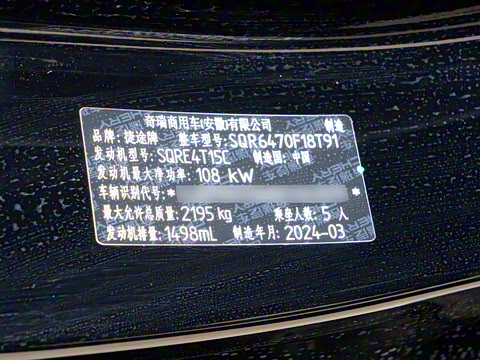 奇瑞商用车(安徽)有限公司 制造
品牌:捷途牌 整车型号:SQR6470F18T91
发动机型号:SQRE4T15C 制造国:中国
发动机最大净功率:108 kW
车辆识别代号:* *
最大允许总质量:2195kg 乘坐人数:5 人
发动机排量:1498mL 制造年月:2024-03